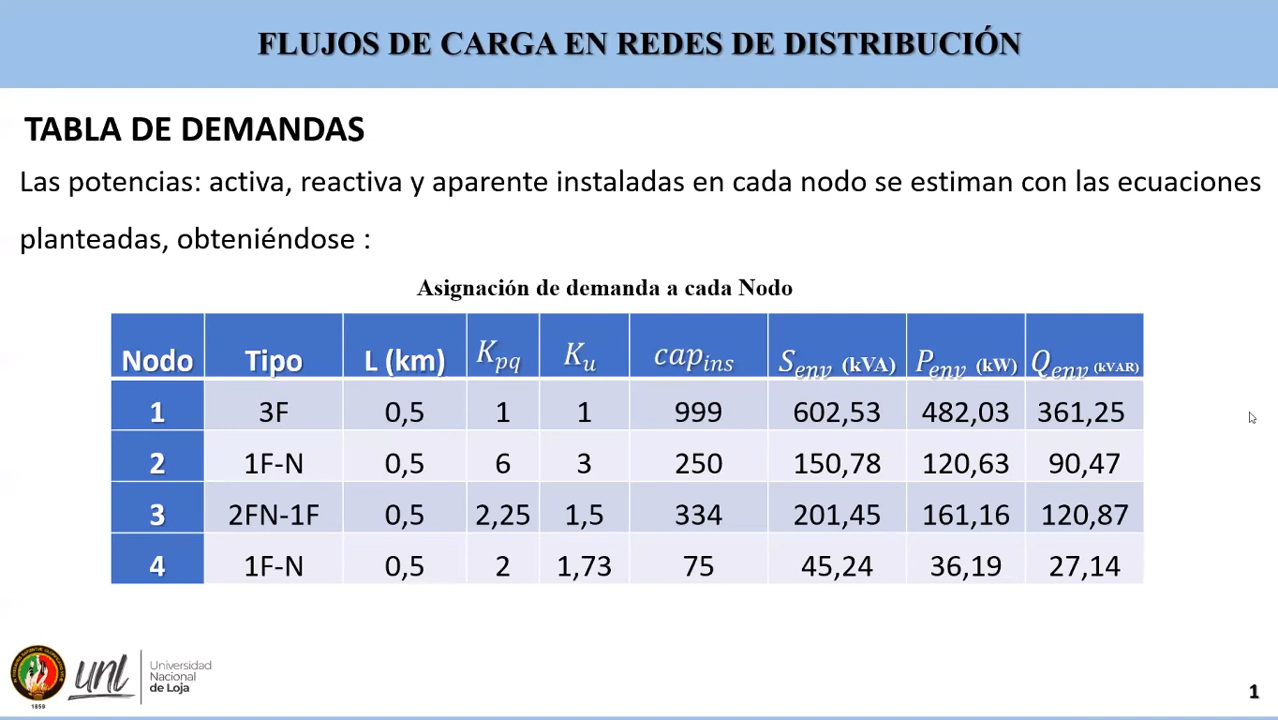 FLUJOS DE CARGA EN REDES DE DISTRIBUCIÓN
TABLA DE DEMANDAS
Las potencias: activa, reactiva y aparente instaladas en cada nodo se estiman con las ecuaciones
planteadas, obteniéndose :
Asignación de demanda a cada Nodo
Nodo Tipo L (km) K_pq K_u cap_ins S_env (kVA) P_env (kW) Q_env (kVAR)
1 3F 0,5 1 1 999 602,53 482,03 361,25
2 1F-N 0,5 6 3 250 150,78 120,63 90,47
3 2FN-1F 0,5 2,25 1,5 334 201,45 161,16 120,87
4 1F-N 0,5 2 1,73 75 45,24 36,19 27,14
1859
unl
Universidad
Nacional
de Loja
1